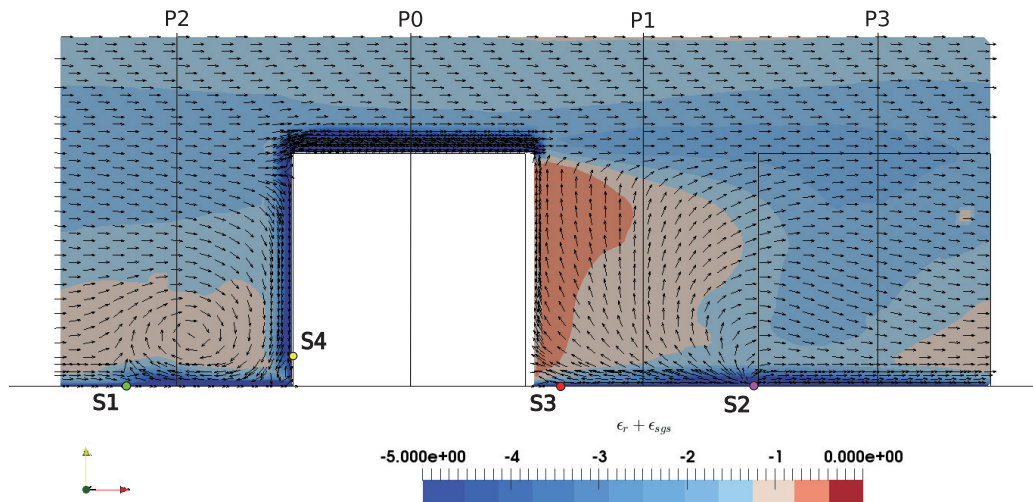 P2 P0 P1 P3
S4
S1 S3 S2
ϵr + ϵsgs
-5.000e+00 -4 -3 -2 -1 0.000e+00